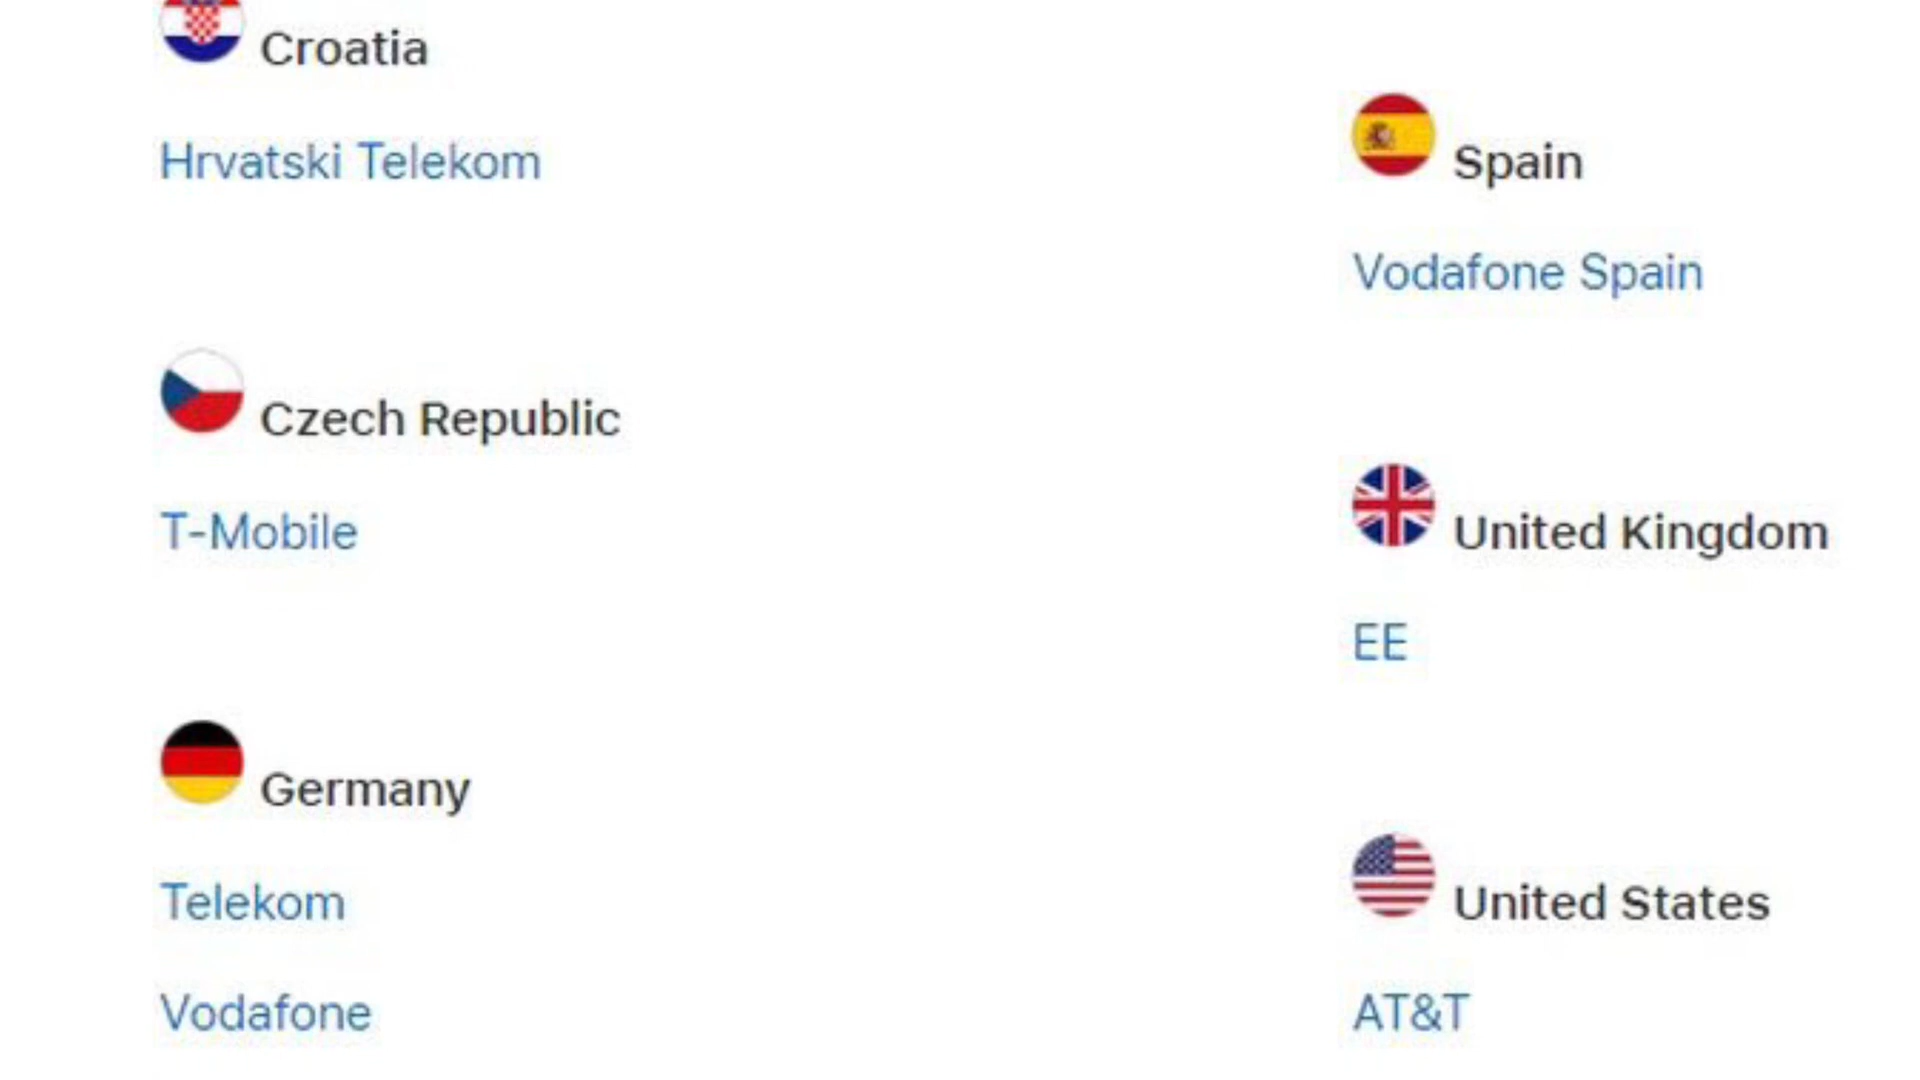 Croatia
Hrvatski Telekom
Czech Republic
T-Mobile
Germany
Telekom
Vodafone
Spain
Vodafone Spain
United Kingdom
EE
United States
AT&T